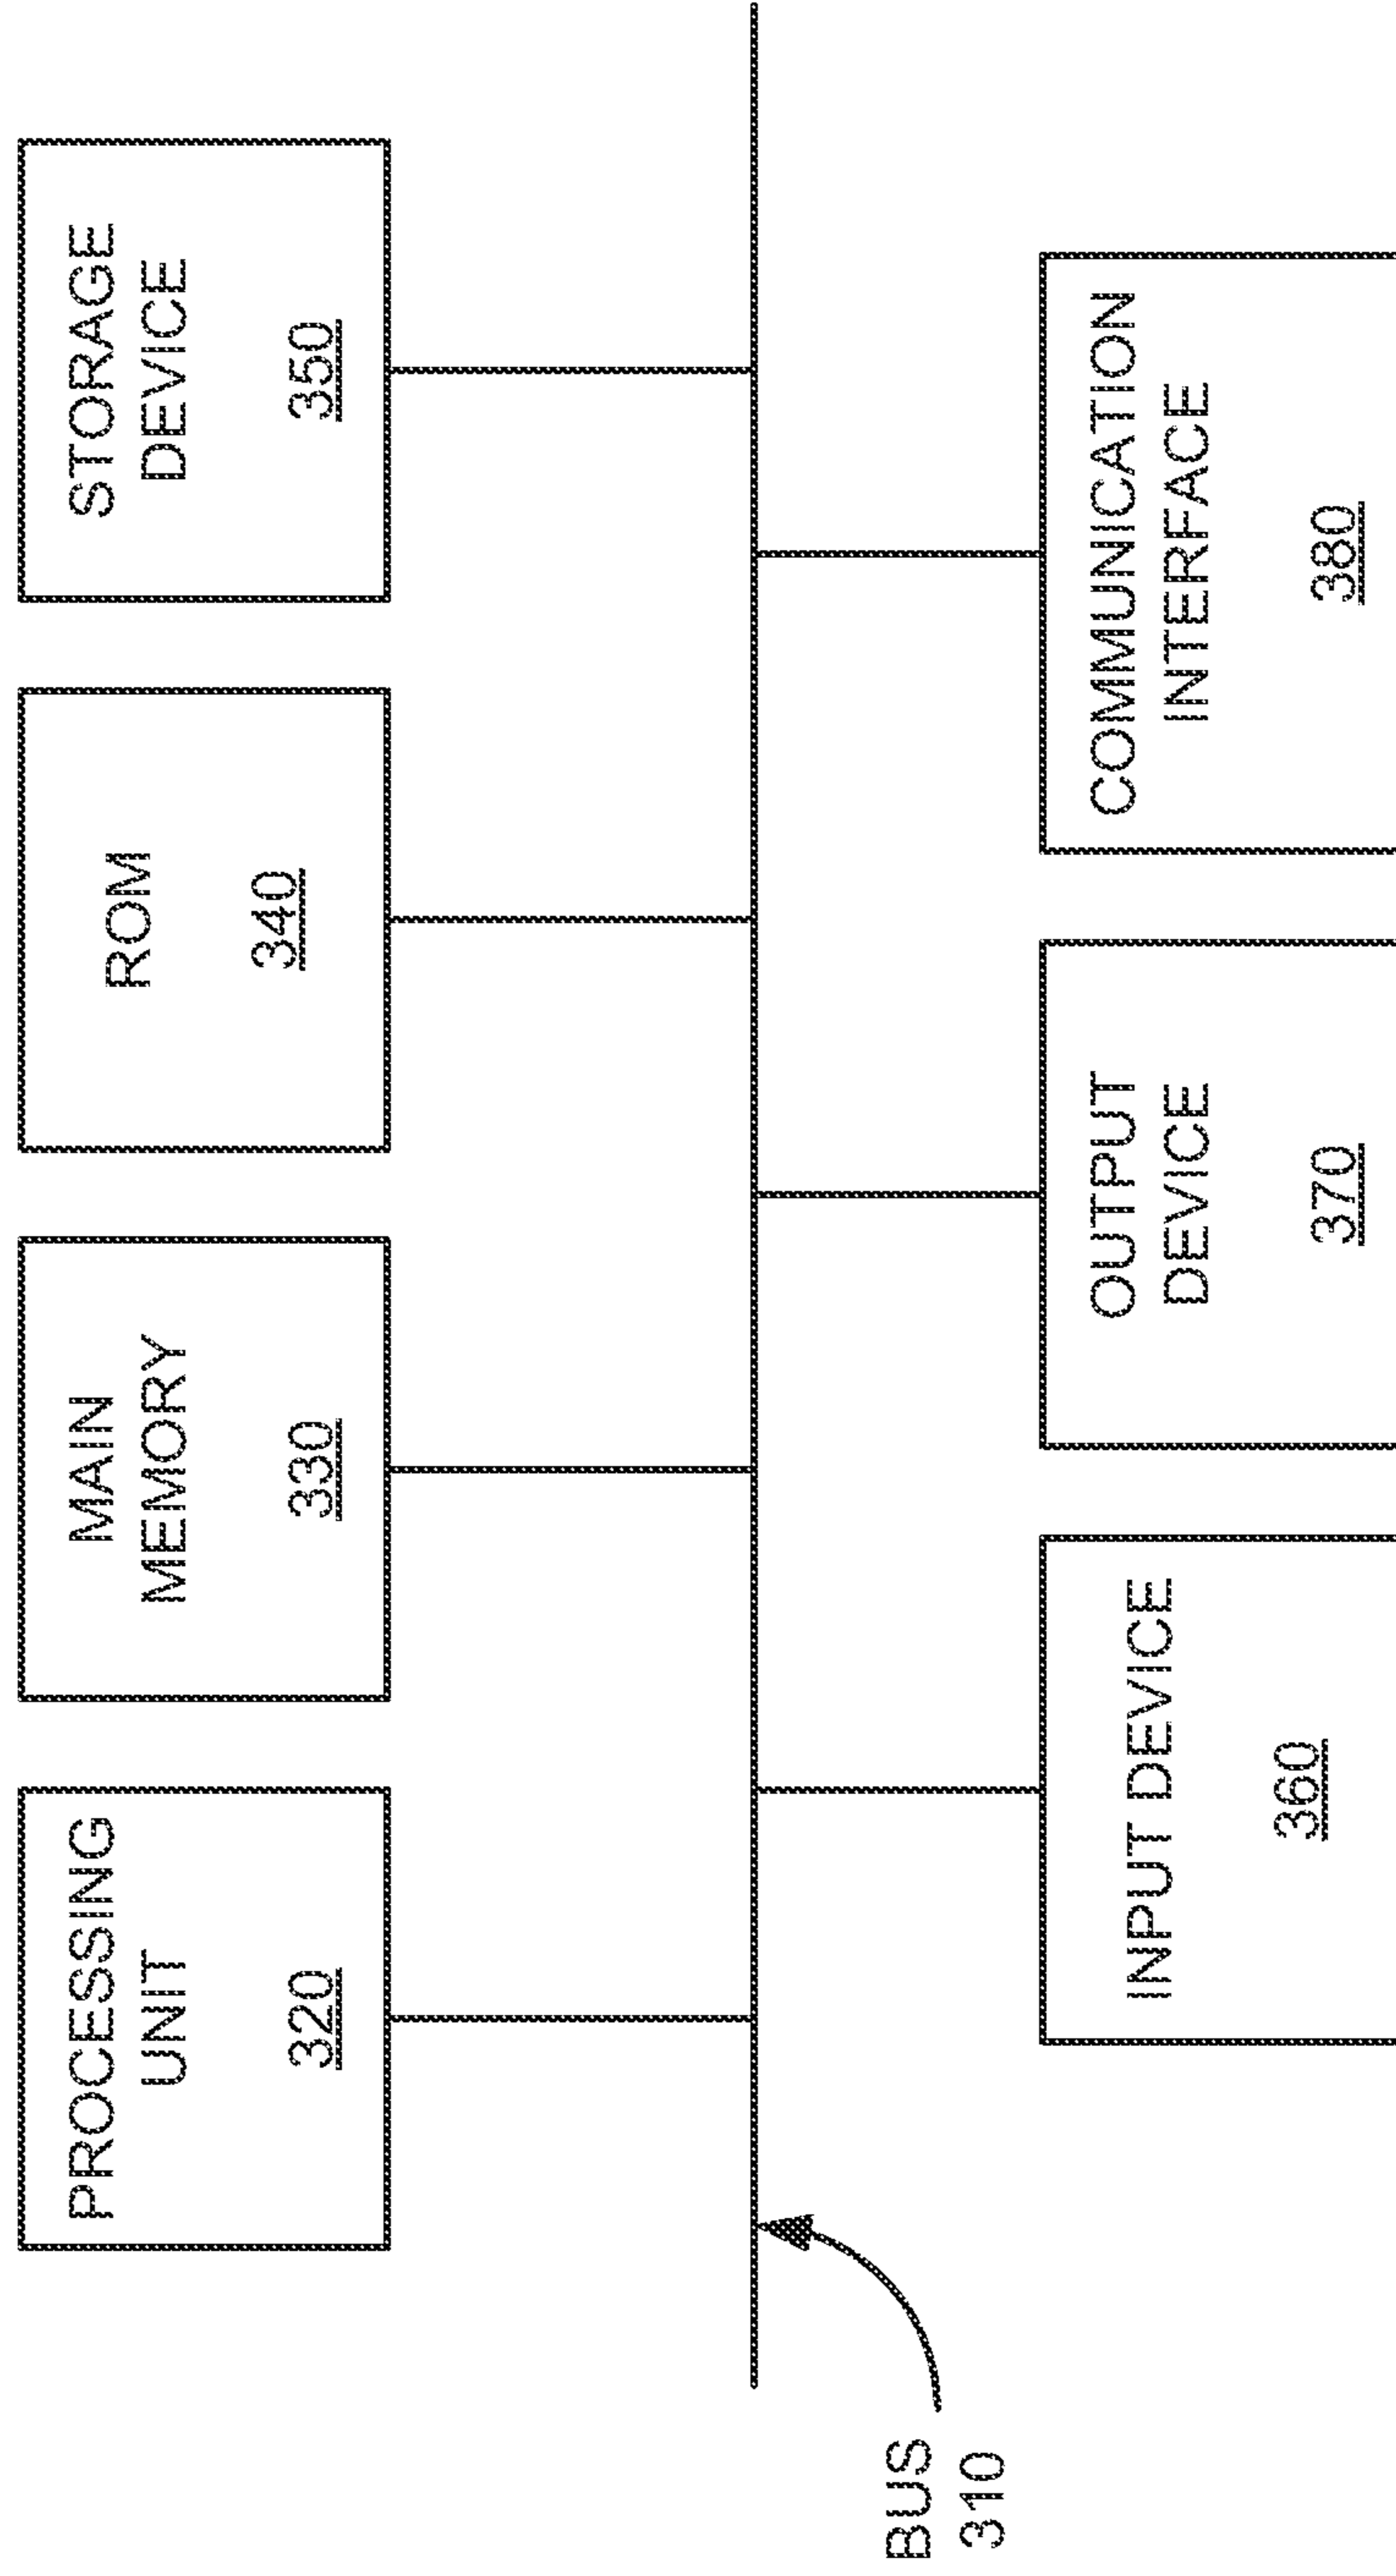 PROCESSING
UNIT
320
MAIN
MEMORY
330
ROM
340
STORAGE
DEVICE
350
BUS
310
INPUT DEVICE
360
OUTPUT
DEVICE
370
COMMUNICATION
INTERFACE
380